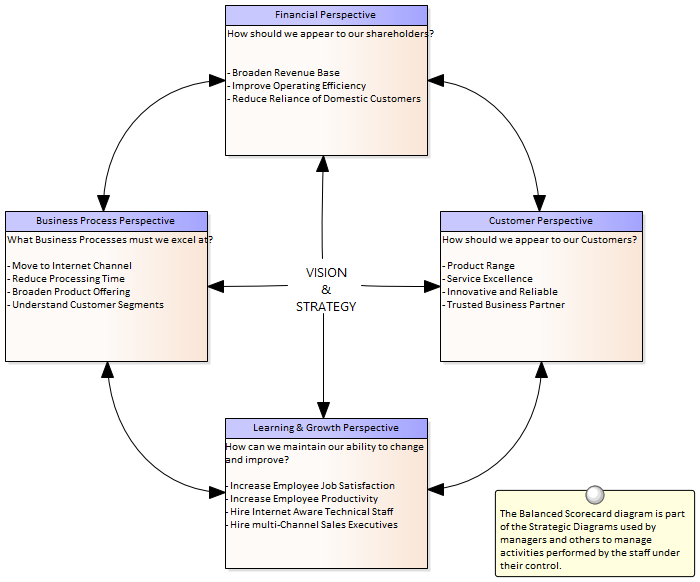 Financial Perspective
How should we appear to our shareholders?
- Broaden Revenue Base
- Improve Operating Efficiency
- Reduce Reliance of Domestic Customers
Business Process Perspective
What Business Processes must we excel at?
- Move to Internet Channel
- Reduce Processing Time
- Broaden Product Offering
- Understand Customer Segments
VISION
&
STRATEGY
Customer Perspective
How should we appear to our Customers?
- Product Range
- Service Excellence
- Innovative and Reliable
- Trusted Business Partner
Learning & Growth Perspective
How can we maintain our ability to change
and improve?
- Increase Employee Job Satisfaction
- Increase Employee Productivity
- Hire Internet Aware Technical Staff
- Hire multi-Channel Sales Executives
The Balanced Scorecard diagram is part
of the Strategic Diagrams used by
managers and others to manage
activities performed by the staff under
their control.